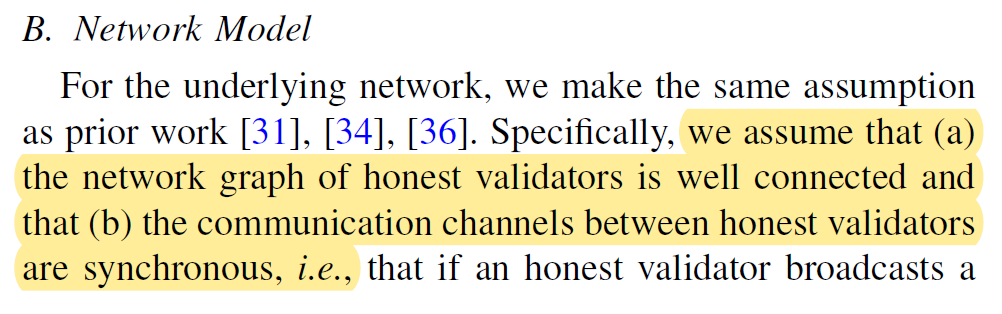 B. Network Model
For the underlying network, we make the same assumption
as prior work [31], [34], [36]. Specifically, we assume that (a)
the network graph of honest validators is well connected and
that (b) the communication channels between honest validators
are synchronous, i.e., that if an honest validator broadcasts a